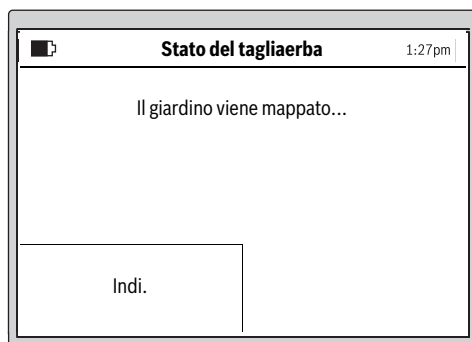 Stato del tagliaerba 1:27pm
Il giardino viene mappato...
Indi.